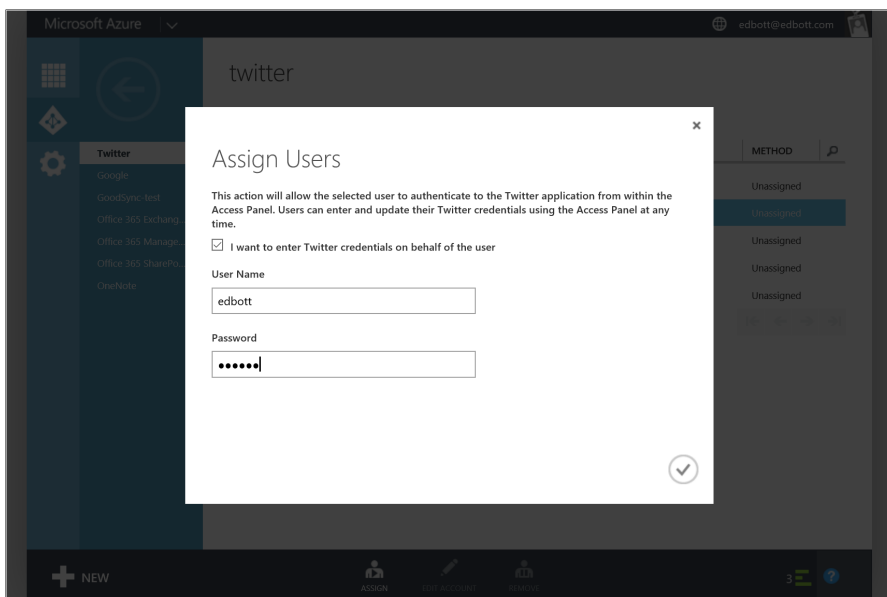 Microsoft Azure
edbott@edbott.com
twitter
Twitter
Google
GoodSync-test
Office 365 Exchang...
Office 365 Manage...
Office 365 SharePo...
OneNote
METHOD
Unassigned
Unassigned
Unassigned
Unassigned
Unassigned
×
Assign Users
This action will allow the selected user to authenticate to the Twitter application from within the
Access Panel. Users can enter and update their Twitter credentials using the Access Panel at any
time.
I want to enter Twitter credentials on behalf of the user
User Name
edbott
Password
••••••
NEW
ASSIGN
EDIT ACCOUNT
REMOVE
3
?